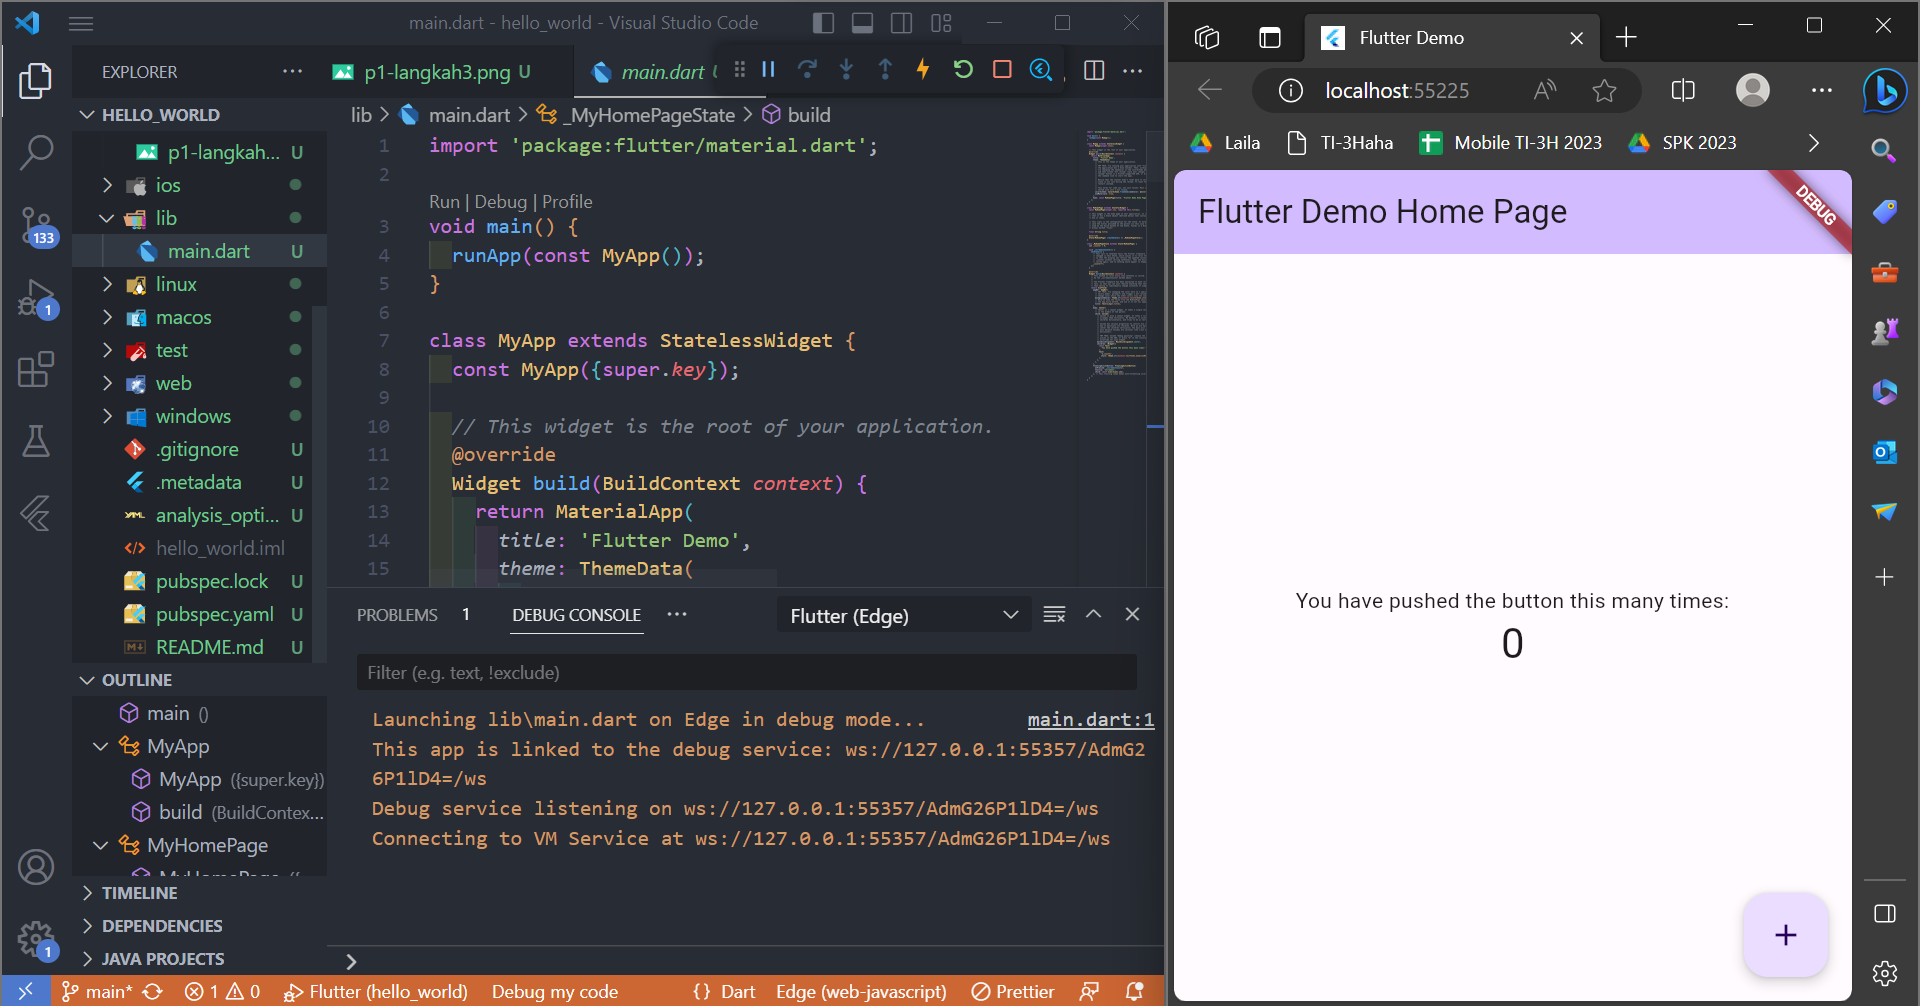 main.dart - hello_world - Visual Studio Code
EXPLORER
HELLO_WORLD
p1-langkah... U
ios
lib
main.dart U
linux
macos
test
web
windows
.gitignore U
.metadata U
analysis_opti... U
hello_world.iml
pubspec.lock U
pubspec.yaml U
README.md U
OUTLINE
main ()
MyApp
MyApp ({super.key})
build (BuildContex...
MyHomePage
TIMELINE
DEPENDENCIES
JAVA PROJECTS
133
1
1
p1-langkah3.png U
main.dart
lib > main.dart > _MyHomePageState > build
1 import 'package:flutter/material.dart';
2
Run | Debug | Profile
3 void main() {
4 runApp(const MyApp());
5 }
6
7 class MyApp extends StatelessWidget {
8 const MyApp({super.key});
9
10 // This widget is the root of your application.
11 @override
12 Widget build(BuildContext context) {
13 return MaterialApp(
14 title: 'Flutter Demo',
15 theme: ThemeData(
PROBLEMS 1 DEBUG CONSOLE
Flutter (Edge)
Filter (e.g. text, !exclude)
Launching lib\main.dart on Edge in debug mode... main.dart:1
This app is linked to the debug service: ws://127.0.0.1:55357/AdmG2
6P1lD4=/ws
Debug service listening on ws://127.0.0.1:55357/AdmG26P1lD4=/ws
Connecting to VM Service at ws://127.0.0.1:55357/AdmG26P1lD4=/ws
main* 1 0 Flutter (hello_world) Debug my code {} Dart Edge (web-javascript) Prettier
Flutter Demo
localhost:55225
Laila TI-3Haha Mobile TI-3H 2023 SPK 2023
Flutter Demo Home Page
DEBUG
You have pushed the button this many times:
0